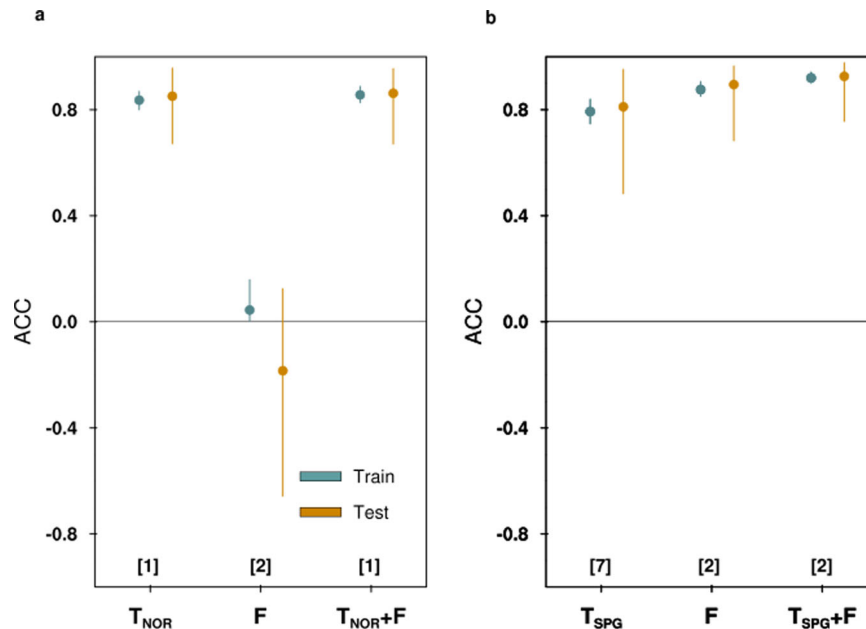 a
ACC
0.8
0.4
0.0
-0.4
-0.8
Train
Test
[1] [2] [1]
T_NOR F T_NOR+F
b
ACC
0.8
0.4
0.0
-0.4
-0.8
[7] [2] [2]
T_SPG F T_SPG+F